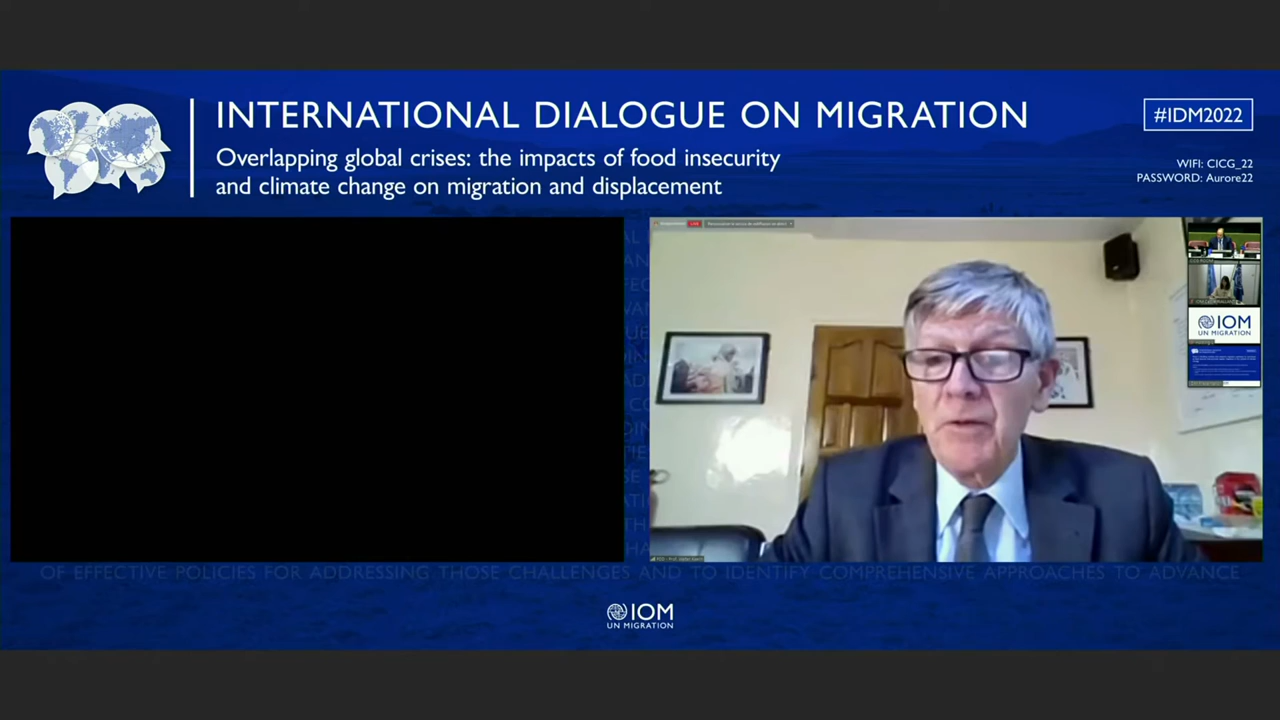 INTERNATIONAL DIALOGUE ON MIGRATION
Overlapping global crises: the impacts of food insecurity
and climate change on migration and displacement
#IDM2022
WIFI: CICG_22
PASSWORD: Aurore22
LIVE
IOM
UN MIGRATION
OF EFFECTIVE POLICIES FOR ADDRESSING THOSE CHALLENGES AND TO IDENTIFY COMPREHENSIVE APPROACHES TO ADVANCE
IOM
UN MIGRATION